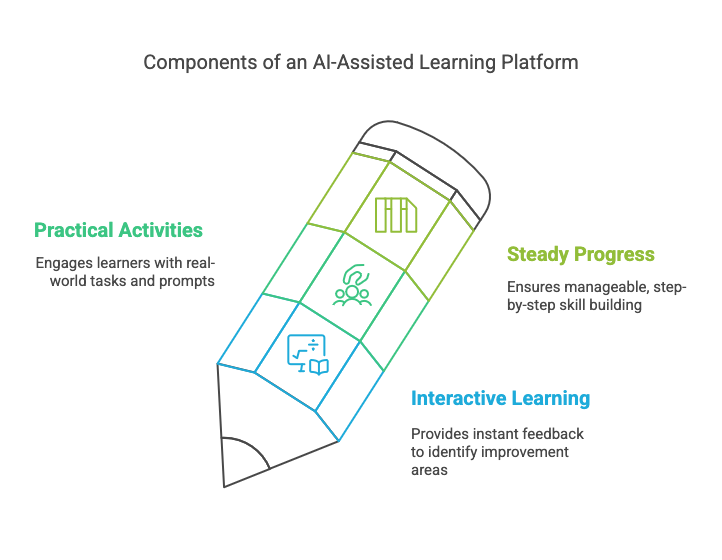 Components of an AI-Assisted Learning Platform
Practical Activities
Engages learners with real-
world tasks and prompts
Steady Progress
Ensures manageable, step-
by-step skill building
Interactive Learning
Provides instant feedback
to identify improvement
areas